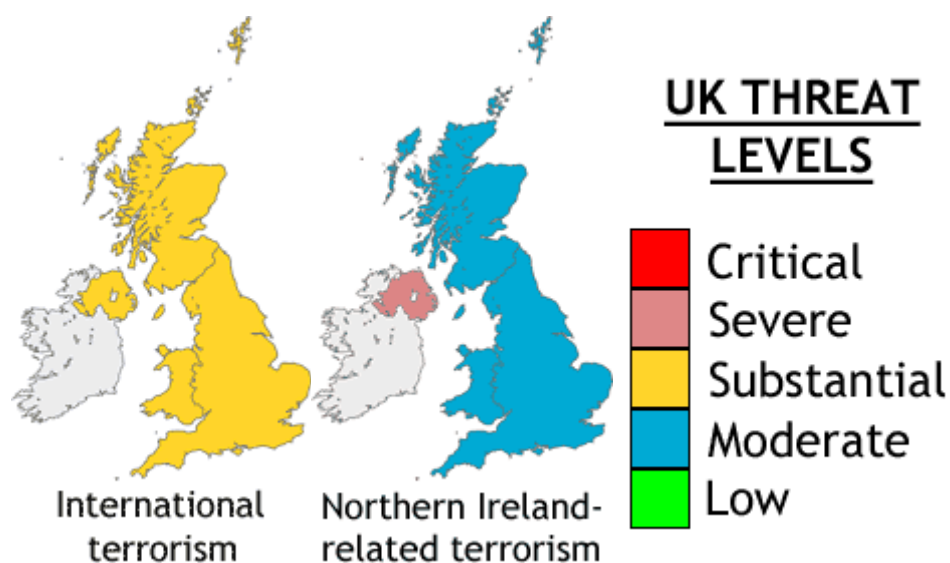 UK THREAT
LEVELS
Critical
Severe
Substantial
Moderate
Low
International
terrorism
Northern Ireland-
related terrorism